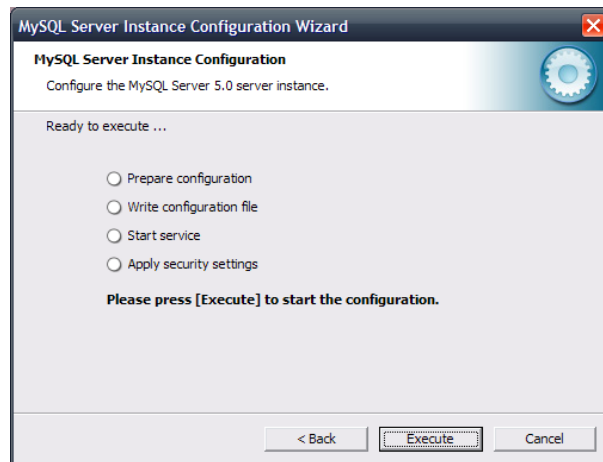 MySQL Server Instance Configuration Wizard
MySQL Server Instance Configuration
Configure the MySQL Server 5.0 server instance.
Ready to execute ...
Prepare configuration
Write configuration file
Start service
Apply security settings
Please press [Execute] to start the configuration.
< Back Execute Cancel